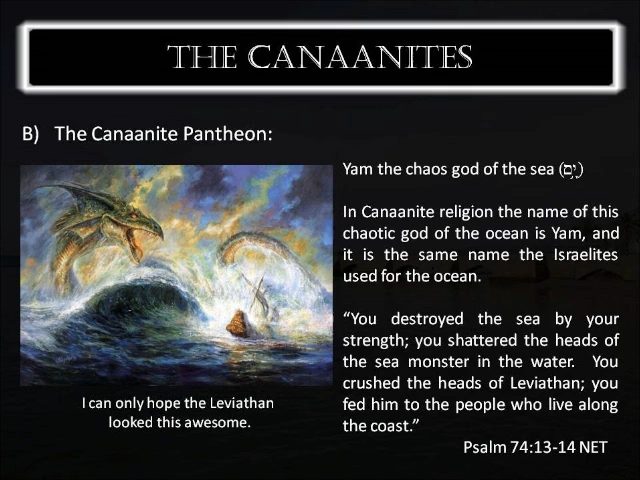 THE CANAANITES
B) The Canaanite Pantheon:
Yam the chaos god of the sea (יָ֑ם)
In Canaanite religion the name of this
chaotic god of the ocean is Yam, and
it is the same name the Israelites
used for the ocean.
“You destroyed the sea by your
strength; you shattered the heads of
the sea monster in the water. You
crushed the heads of Leviathan; you
fed him to the people who live along
the coast.”
Psalm 74:13-14 NET
I can only hope the Leviathan
looked this awesome.